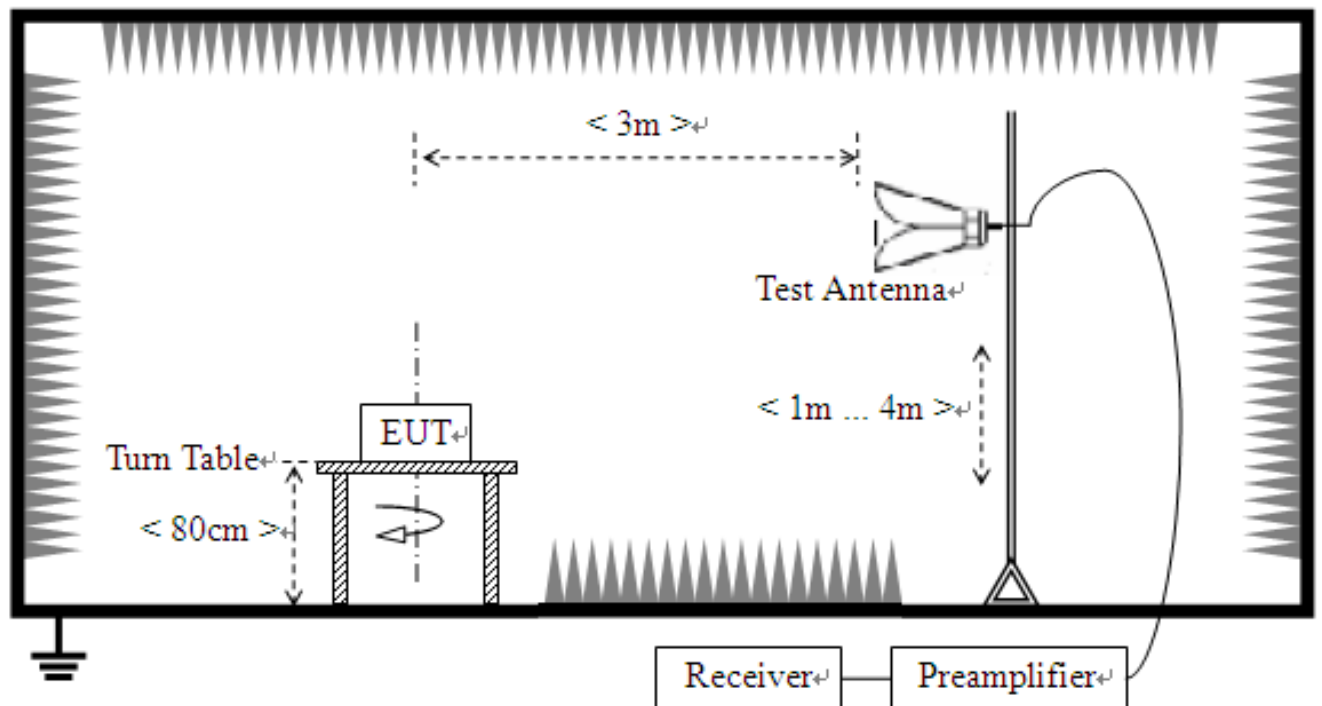 < 3m >↵
Test Antenna↵
< 1m ... 4m >↵
EUT↵
Turn Table↵
< 80cm >↵
Receiver↵
Preamplifier↵